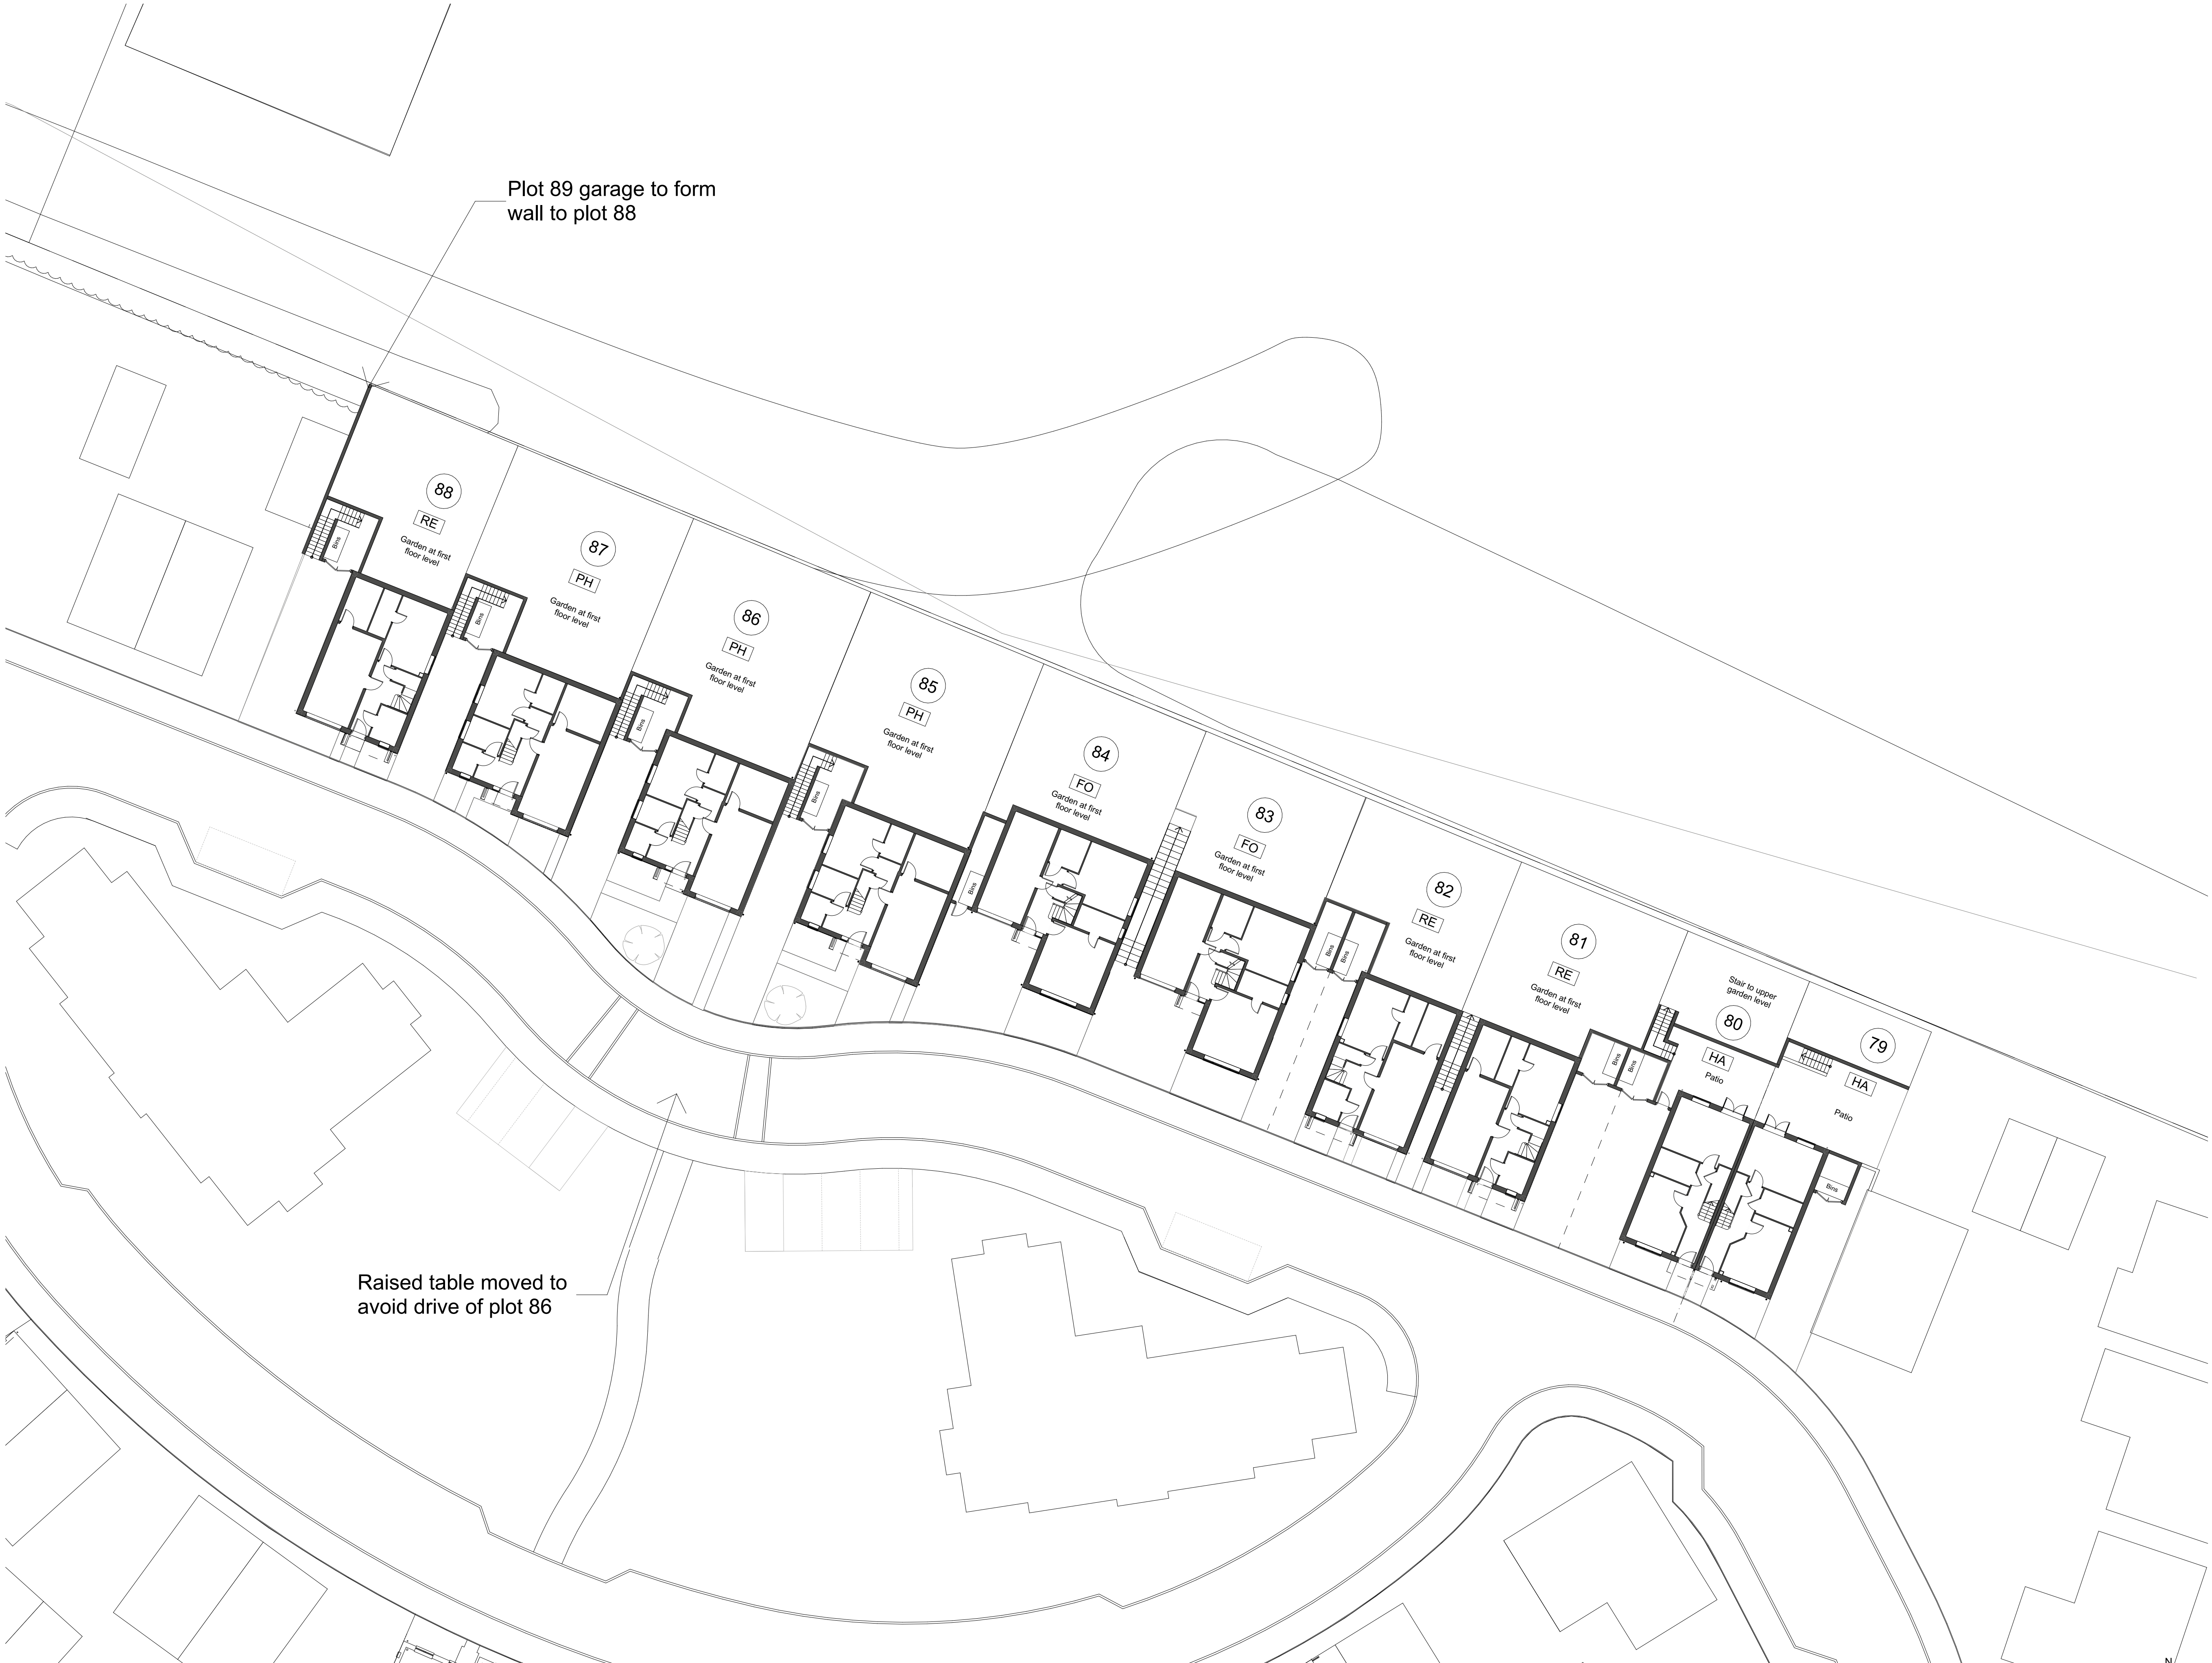 Plot 89 garage to form
wall to plot 88
88
RE
Garden at first
floor level
Bins
87
PH
Garden at first
floor level
Bins
86
PH
Garden at first
floor level
Bins
85
PH
Garden at first
floor level
Bins
84
FO
Garden at first
floor level
Bins
83
FO
Garden at first
floor level
82
RE
Garden at first
floor level
Bins
Bins
81
RE
Garden at first
floor level
Stair to upper
garden level
80
HA
Patio
Bins
Bins
79
HA
Patio
Bins
Raised table moved to
avoid drive of plot 86
N